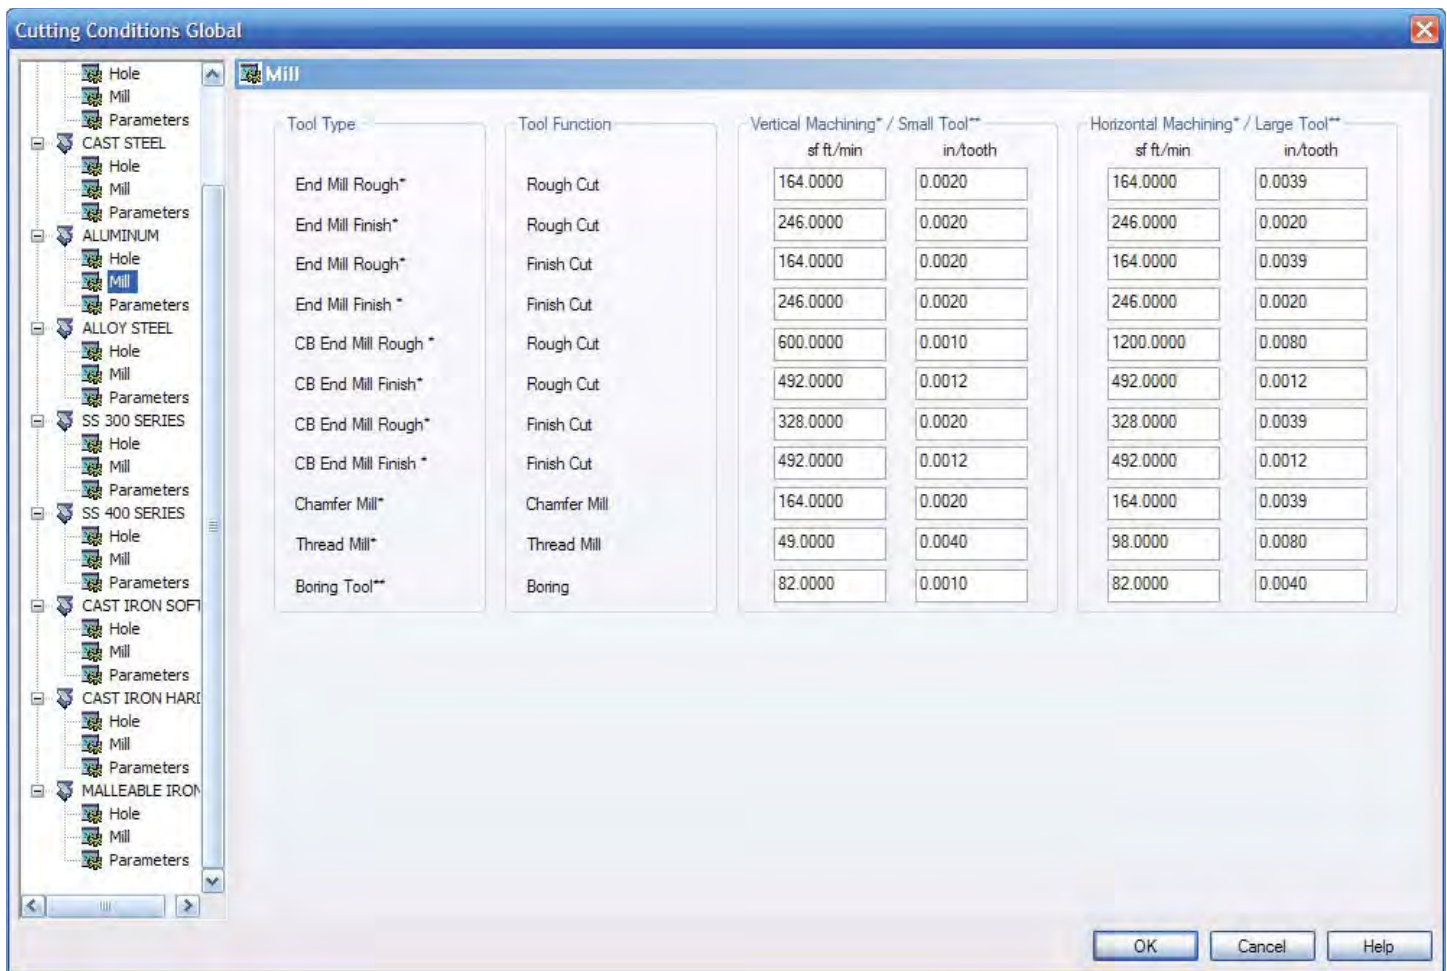 Cutting Conditions Global
Hole
Mill
Parameters
CAST STEEL
Hole
Mill
Parameters
ALUMINUM
Hole
Mill
Parameters
ALLOY STEEL
Hole
Mill
Parameters
SS 300 SERIES
Hole
Mill
Parameters
SS 400 SERIES
Hole
Mill
Parameters
CAST IRON SOFT
Hole
Mill
Parameters
CAST IRON HARD
Hole
Mill
Parameters
MALLEABLE IRON
Hole
Mill
Parameters
Mill
Tool Type Tool Function Vertical Machining* / Small Tool** Horizontal Machining* / Large Tool**
sf ft/min in/tooth sf ft/min in/tooth
End Mill Rough* Rough Cut 164.0000 0.0020 164.0000 0.0039
End Mill Finish* Rough Cut 246.0000 0.0020 246.0000 0.0020
End Mill Rough* Finish Cut 164.0000 0.0020 164.0000 0.0039
End Mill Finish * Finish Cut 246.0000 0.0020 246.0000 0.0020
CB End Mill Rough * Rough Cut 600.0000 0.0010 1200.0000 0.0080
CB End Mill Finish* Rough Cut 492.0000 0.0012 492.0000 0.0012
CB End Mill Rough* Finish Cut 328.0000 0.0020 328.0000 0.0039
CB End Mill Finish * Finish Cut 492.0000 0.0012 492.0000 0.0012
Chamfer Mill* Chamfer Mill 164.0000 0.0020 164.0000 0.0039
Thread Mill* Thread Mill 49.0000 0.0040 98.0000 0.0080
Boring Tool** Boring 82.0000 0.0010 82.0000 0.0040
OK Cancel Help